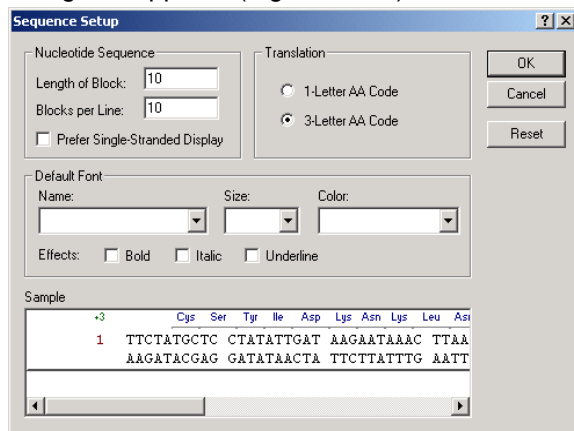 Sequence Setup ? ×
Nucleotide Sequence
Length of Block: 10
Blocks per Line: 10
Prefer Single-Stranded Display
Translation
1-Letter AA Code
3-Letter AA Code
OK
Cancel
Reset
Default Font
Name: Size: Color:
Effects: Bold Italic Underline
Sample
+3 Cys Ser Tyr Ile Asp Lys Asn Lys Leu
1 TTCTATGCTC CTATATTGAT AAGAATAAAC TTAA
AAGATACGAG GATATAACTA TTCTTATTTG AATT